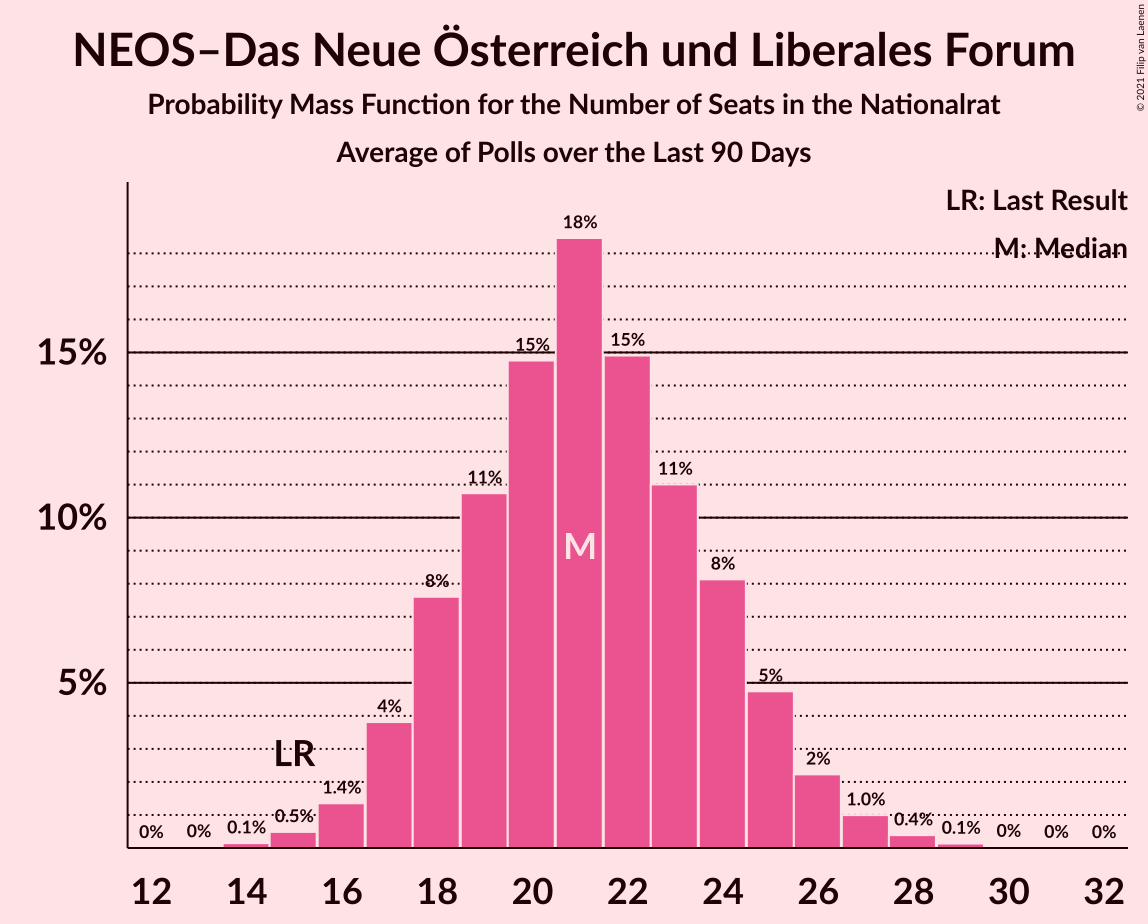 NEOS–Das Neue Österreich und Liberales Forum
Probability Mass Function for the Number of Seats in the Nationalrat
Average of Polls over the Last 90 Days
© 2021 Filip van Laenen
LR: Last Result
M: Median
15%
10%
5%
0%
0%
0.1%
0.5%
LR
1.4%
4%
8%
11%
15%
18%
M
15%
11%
8%
5%
2%
1.0%
0.4%
0.1%
0%
0%
0%
12 14 16 18 20 22 24 26 28 30 32